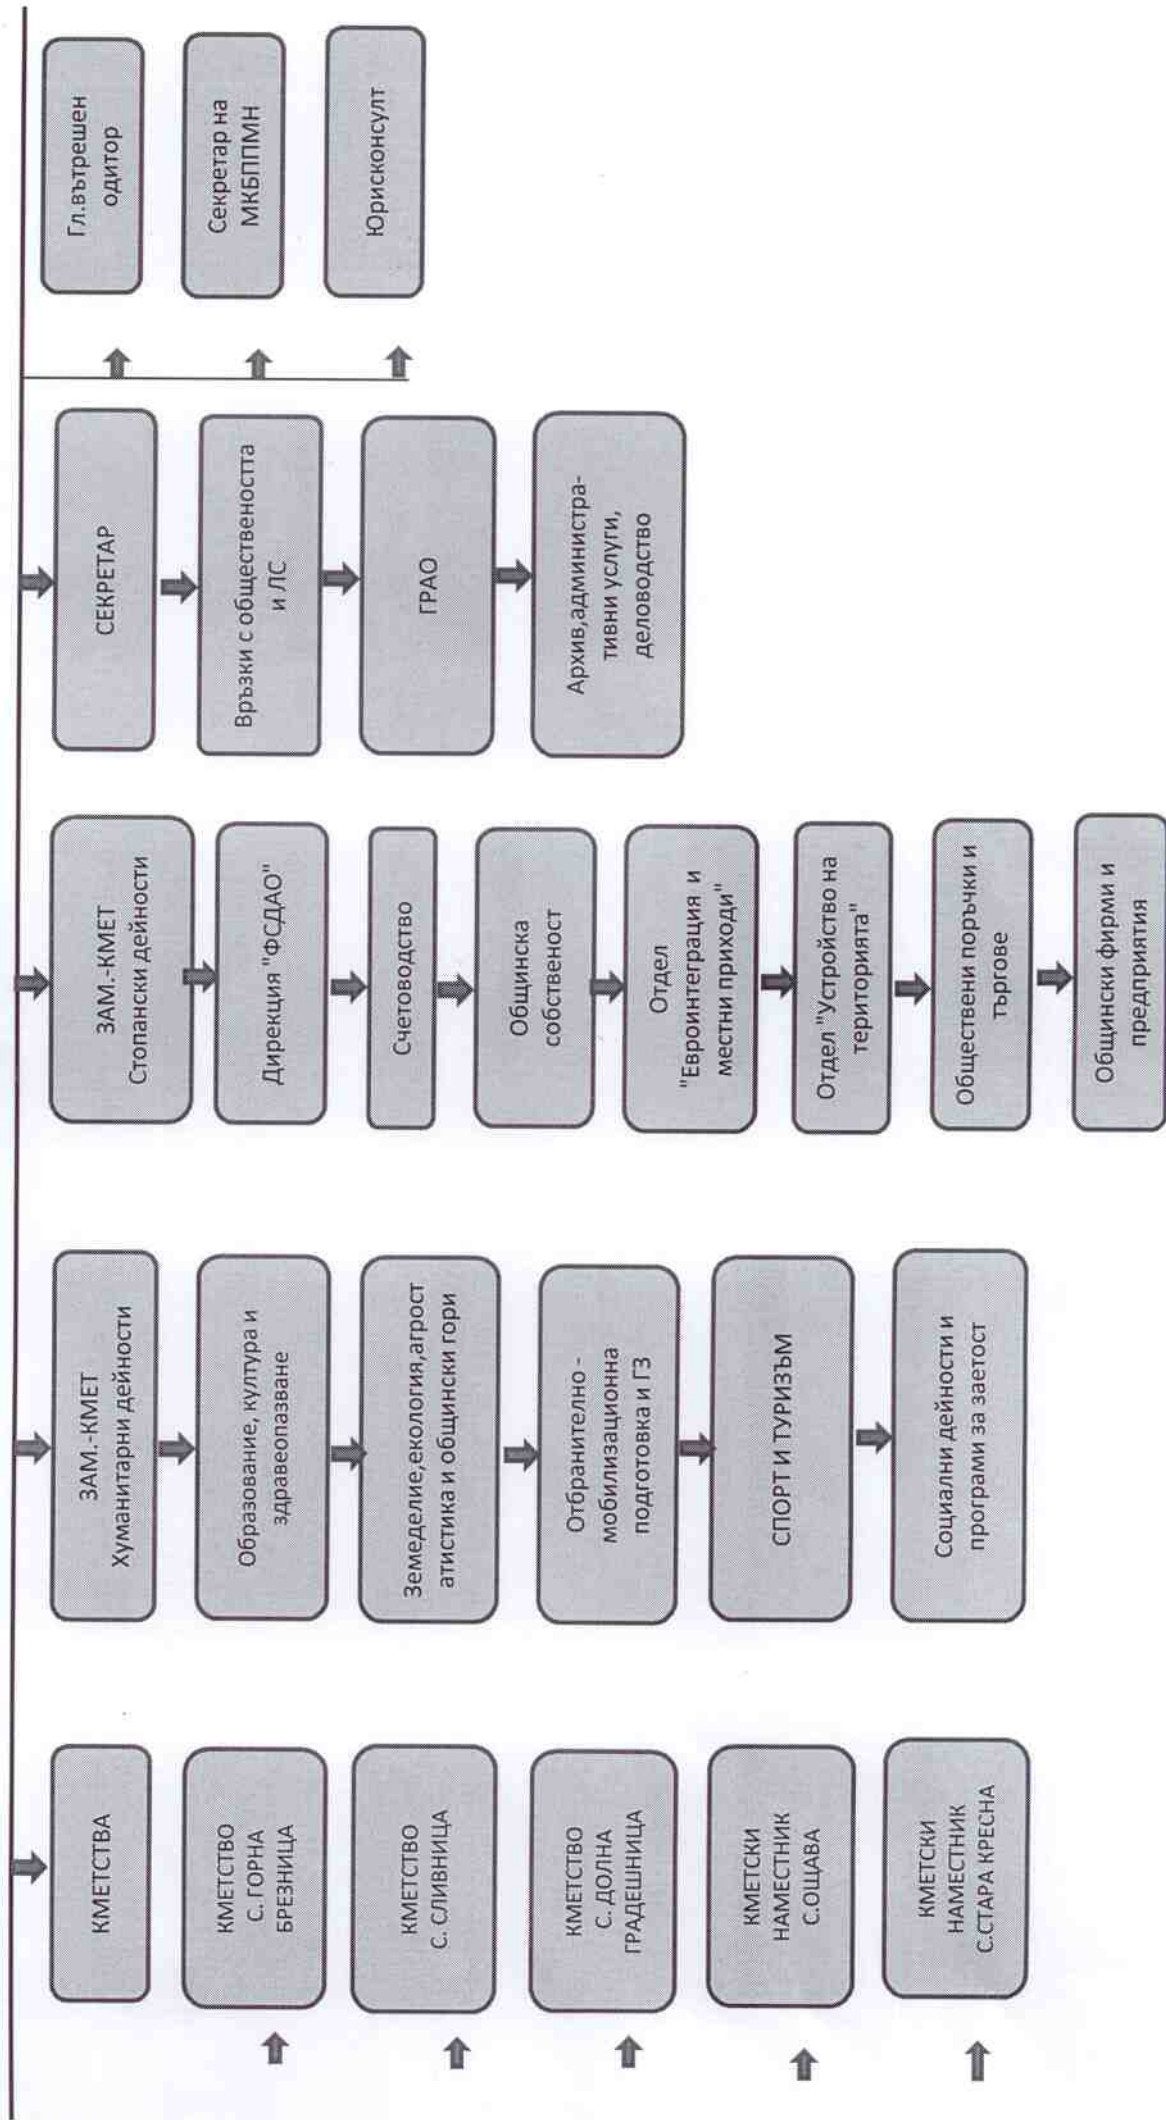 КМЕТСТВА
КМЕТСТВО
С. ГОРНА
БРЕЗНИЦА
КМЕТСТВО
С. СЛИВНИЦА
КМЕТСТВО
С. ДОЛНА
ГРАДЕШНИЦА
КМЕТСКИ
НАМЕСТНИК
С.ОЩАВА
КМЕТСКИ
НАМЕСТНИК
С.СТАРА КРЕСНА
ЗАМ.-КМЕТ
Хуманитарни дейности
Образование, култура и
здравеопазване
Земеделие,екология,агрост
атистика и общински гори
Отбранително -
мобилизационна
подготовка и ГЗ
СПОРТ И ТУРИЗЪМ
Социални дейности и
програми за заетост
ЗАМ.-КМЕТ
Стопански дейности
Дирекция "ФСДАО"
Счетоводство
Общинска
собственост
Отдел
"Евроинтеграция и
местни приходи"
Отдел "Устройство на
територията"
Обществени поръчки и
търгове
Общински фирми и
предприятия
СЕКРЕТАР
Връзки с обществеността
и ЛС
ГРАО
Архив,администра-
тивни услуги,
деловодство
Гл.вътрешен
одитор
Секретар на
МКБППМН
Юрисконсулт